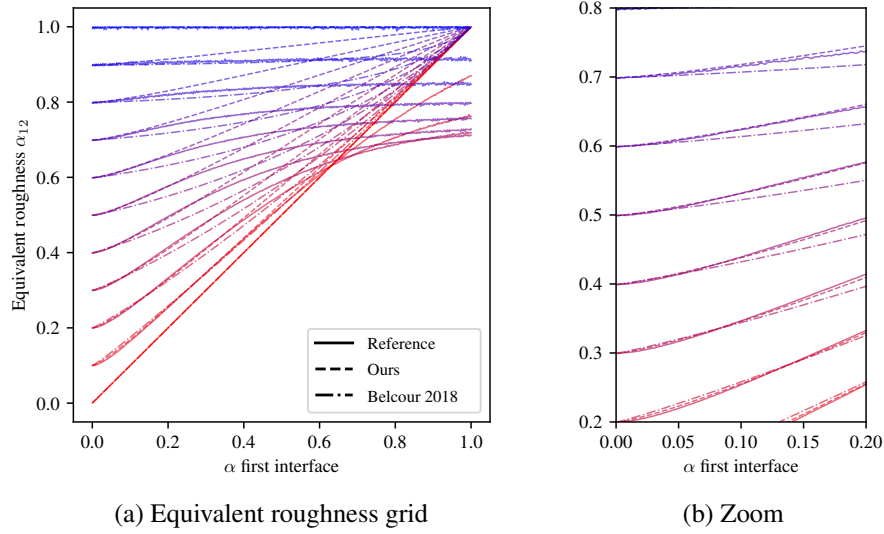 1.0
0.8
0.6
0.4
0.2
0.0
Equivalent roughness α12
Reference
Ours
Belcour 2018
0.0 0.2 0.4 0.6 0.8 1.0
α first interface
(a) Equivalent roughness grid
0.8
0.7
0.6
0.5
0.4
0.3
0.2
0.00 0.05 0.10 0.15 0.20
α first interface
(b) Zoom